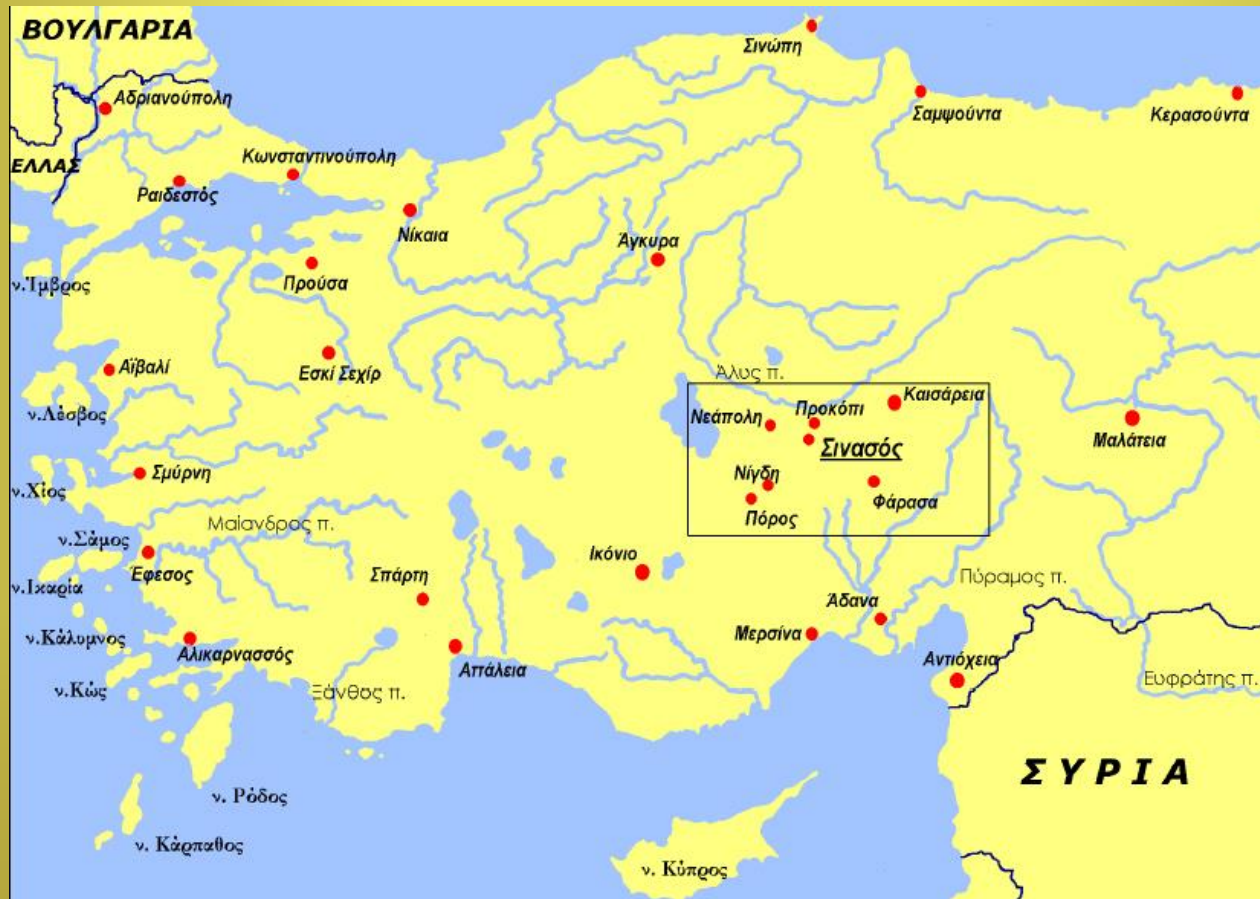 ΒΟΥΛΓΑΡΙΑ
Σινώπη
Αδριανούπολη
Σαμψούντα
Κερασούντα
ΕΛΛΑΣ
Κωνσταντινούπολη
Ραιδεστός
Νίκαια
Άγκυρα
ν.Ίμβρος
Προύσα
Αϊβαλί
Εσκί Σεχίρ
Άλυς π.
ν.Λέσβος
Νεάπολη
Προκόπι
Καισάρεια
Σινασός
Μαλάτεια
Σμύρνη
Νίγδη
Φάρασα
Πόρος
ν.Χίος
Μαίανδρος π.
ν.Σάμος
Έφεσος
Ικόνιο
Σπάρτη
Πύραμος π.
ν.Ικαρία
Άδανα
ν.Κάλυμνος
Μερσίνα
Αλικαρνασσός
Απάλεια
Αντιόχεια
ν.Κώς
Ξάνθος π.
Ευφράτης π.
ΣΥΡΙΑ
ν. Ρόδος
ν. Κάρπαθος
ν. Κύπρος